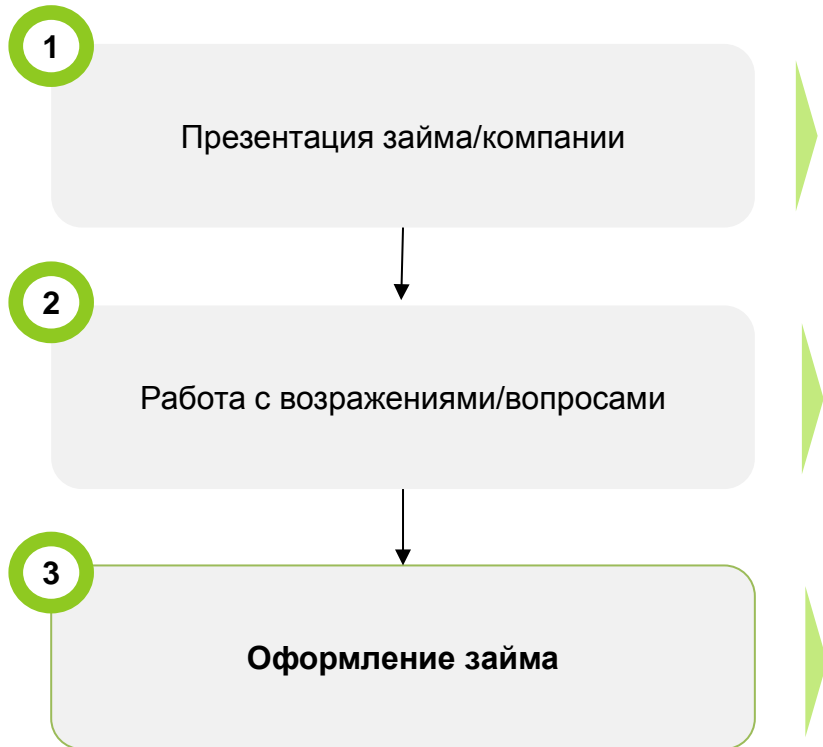 1
Презентация займа/компании
2
Работа с возражениями/вопросами
3
Оформление займа